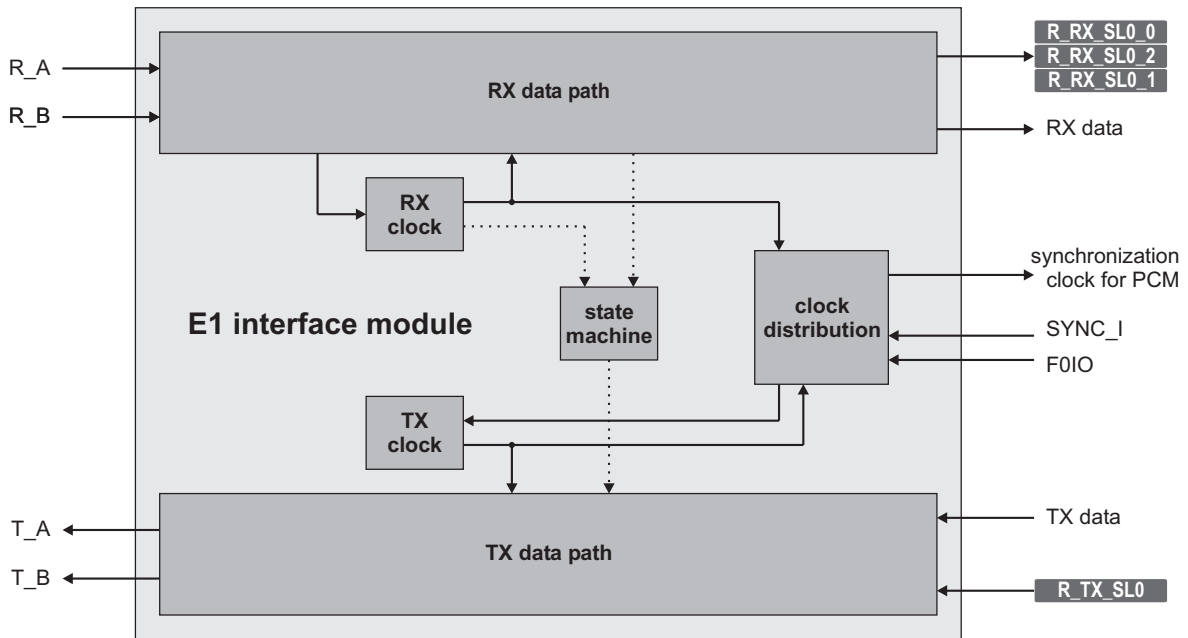 R_RX_SL0_0
R_A
R_RX_SL0_2
RX data path
R_RX_SL0_1
R_B
RX data
RX
clock
synchronization
clock for PCM
clock
distribution
state
machine
E1 interface module
SYNC_I
F0IO
TX
clock
TX data
T_A
TX data path
T_B
R_TX_SL0